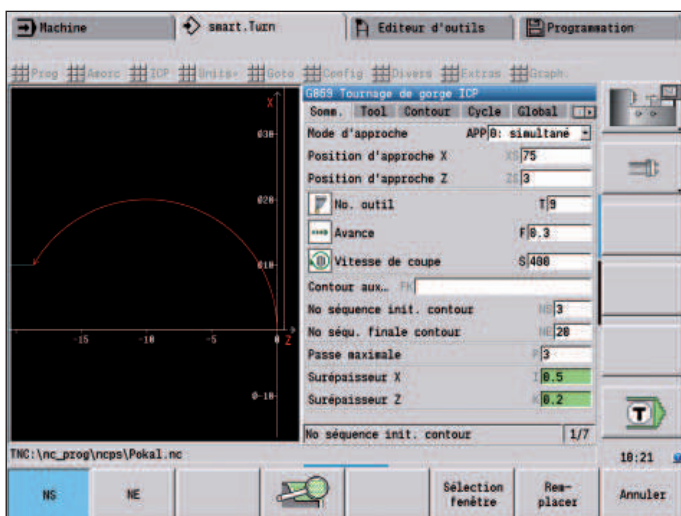 Machine
smart.Turn
Editeur d'outils
Programmation
Prog Amorc ICP Units» Goto Config Divers Extras Graph.
G869 Tournage de gorge ICP
Somm. Tool Contour Cycle Global
Mode d'approche APP 0: simultané
Position d'approche X XS 75
Position d'approche Z ZS 3
No. outil T 9
Avance F 0.3
Vitesse de coupe S 400
Contour aux… FK
No séquence init. contour NS 3
No séqu. finale contour NE 20
Passe maximale P 3
Surépaisseur X I 0.5
Surépaisseur Z K 0.2
No séquence init. contour 1/7
X
Ø30
Ø20
Ø10
-15 -10 -5 0 Z
Ø-10
TNC:\nc_prog\ncps\Pokal.nc
T
10:21
NS
NE
Sélection fenêtre
Rem-
placer
Annuler